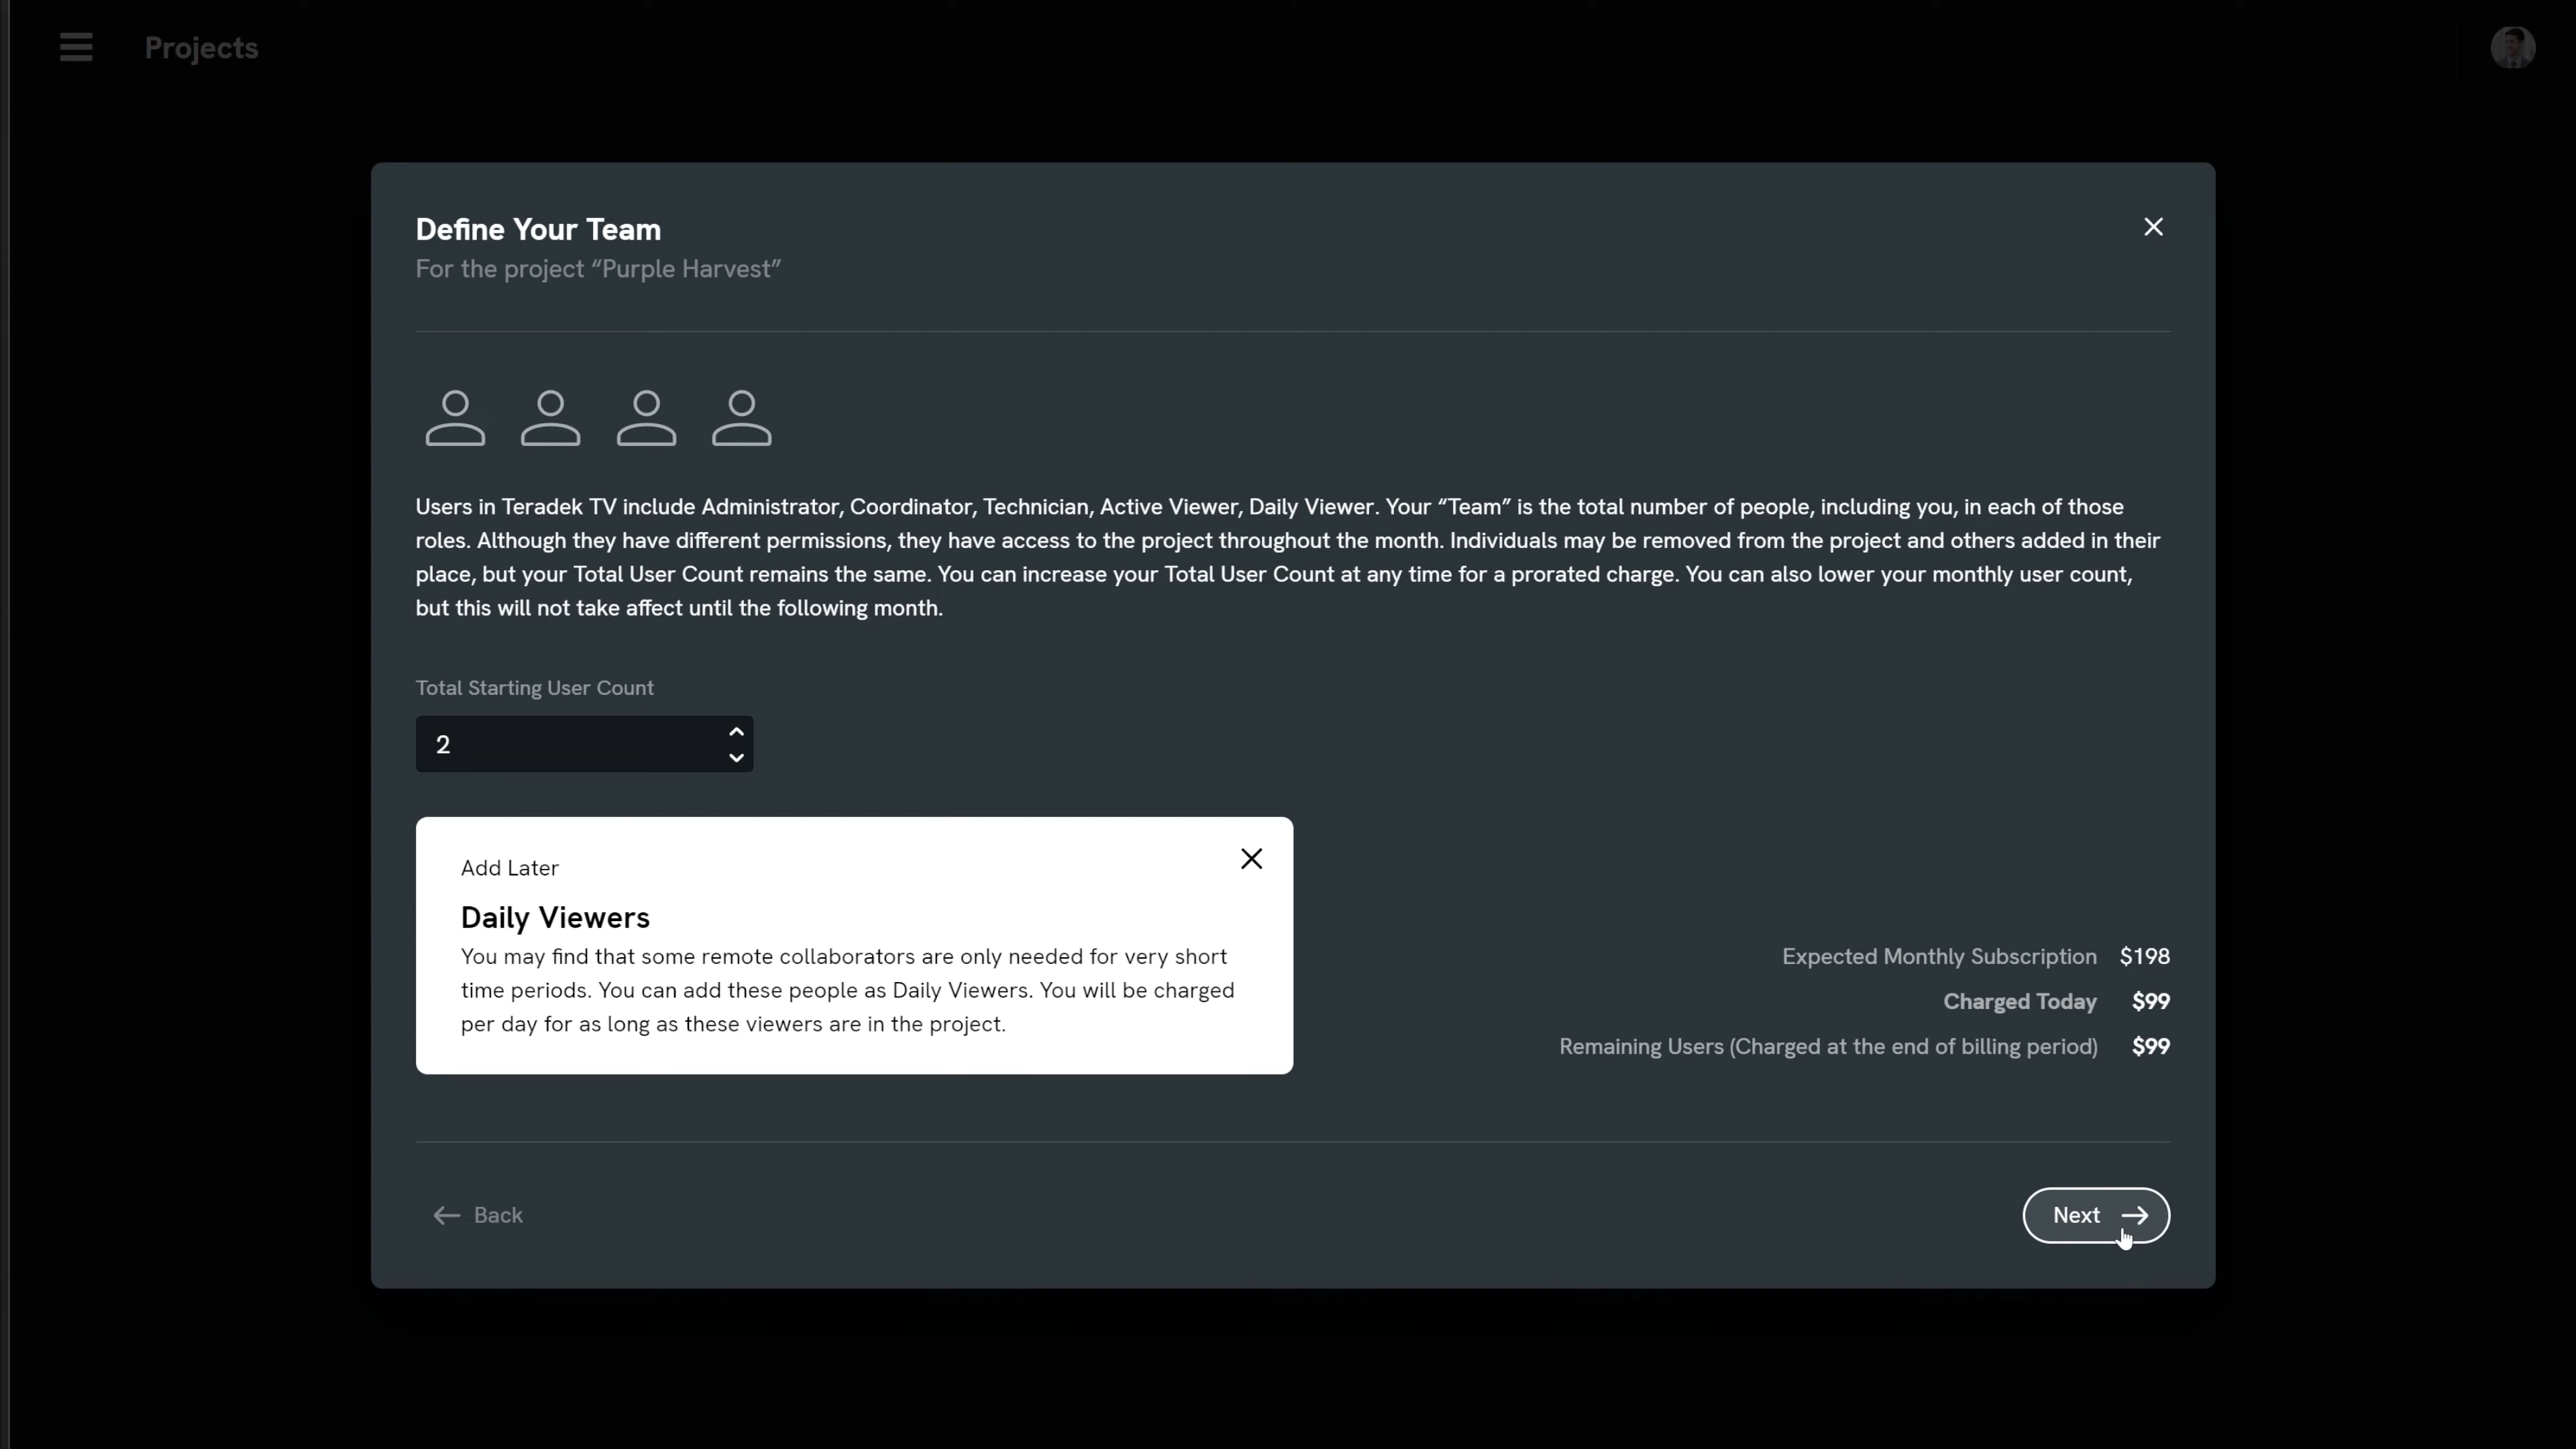 Projects
Define Your Team
For the project “Purple Harvest”
Users in Teradek TV include Administrator, Coordinator, Technician, Active Viewer, Daily Viewer. Your “Team” is the total number of people, including you, in each of those
roles. Although they have different permissions, they have access to the project throughout the month. Individuals may be removed from the project and others added in their
place, but your Total User Count remains the same. You can increase your Total User Count at any time for a prorated charge. You can also lower your monthly user count,
but this will not take affect until the following month.
Total Starting User Count
2
Add Later
Daily Viewers
You may find that some remote collaborators are only needed for very short
time periods. You can add these people as Daily Viewers. You will be charged
per day for as long as these viewers are in the project.
Expected Monthly Subscription $198
Charged Today $99
Remaining Users (Charged at the end of billing period) $99
Back
Next